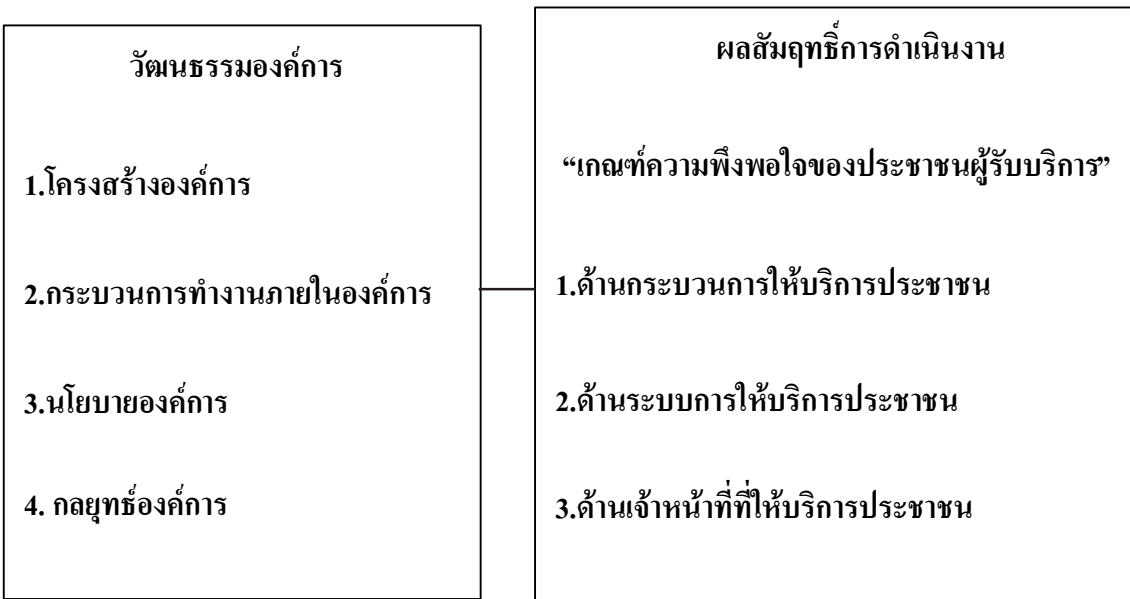 วัฒนธรรมองค์การ
1.โครงสร้างองค์การ
2.กระบวนการทำงานภายในองค์การ
3.นโยบายองค์การ
4. กลยุทธ์องค์การ
ผลสัมฤทธิ์การดำเนินงาน
“เกณฑ์ความพึงพอใจของประชาชนผู้รับบริการ”
1.ด้านกระบวนการให้บริการประชาชน
2.ด้านระบบการให้บริการประชาชน
3.ด้านเจ้าหน้าที่ที่ให้บริการประชาชน